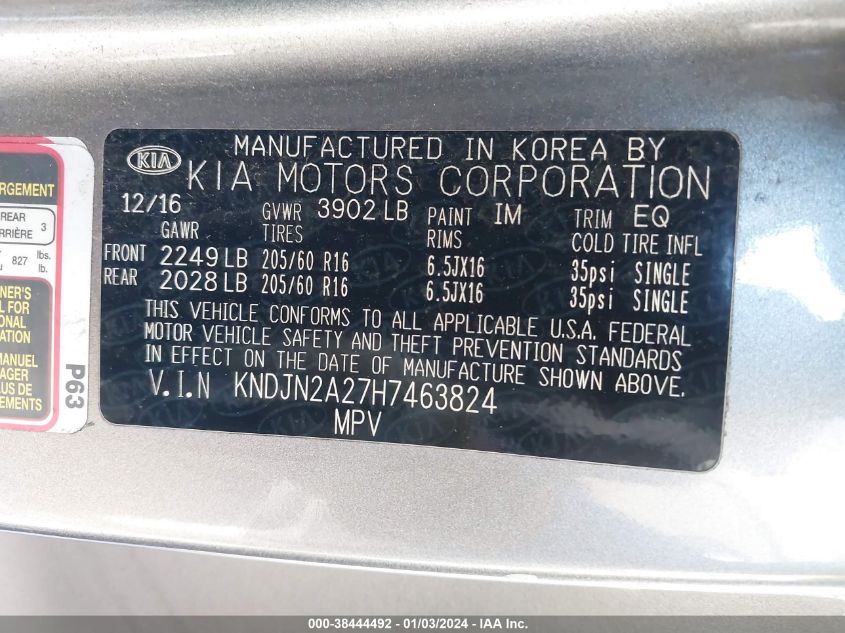 RGEMENT
REAR 3
RRIÈRE
827 lbs.
lb.
NER'S
L FOR
ONAL
ATION
MANUEL
AGER
US DE
TIONS
P63
KIA
MANUFACTURED IN KOREA BY
KIA MOTORS CORPORATION
12/16 GVWR 3902 LB PAINT IM TRIM EQ
GAWR TIRES RIMS COLD TIRE INFL
FRONT 2249 LB 205/60 R16 6.5JX16 35psi SINGLE
REAR 2028 LB 205/60 R16 6.5JX16 35psi SINGLE
THIS VEHICLE CONFORMS TO ALL APPLICABLE U.S.A. FEDERAL
MOTOR VEHICLE SAFETY AND THEFT PREVENTION STANDARDS
IN EFFECT ON THE DATE OF MANUFACTURE SHOWN ABOVE.
V.I.N KNDJN2A27H7463824
MPV
000-38444492 - 01/03/2024 - IAA Inc.